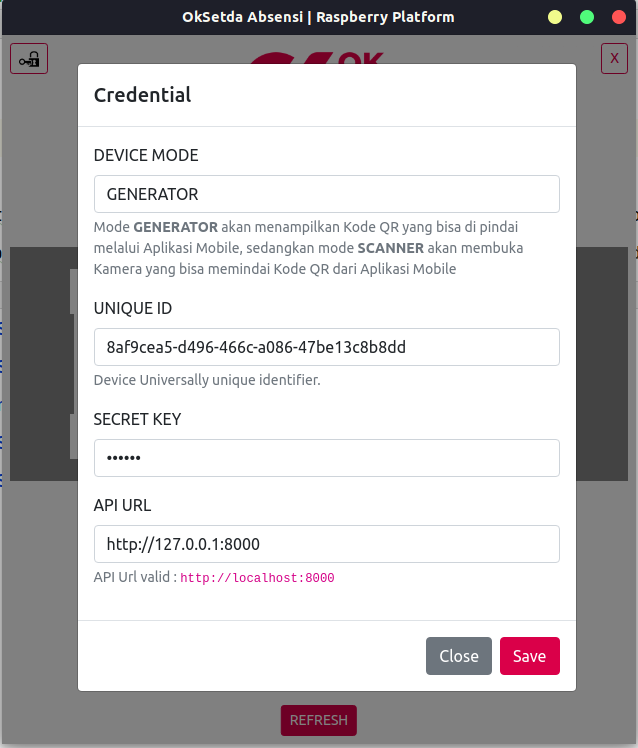 OkSetda Absensi | Raspberry Platform
X
OK
Credential
DEVICE MODE
GENERATOR
Mode GENERATOR akan menampilkan Kode QR yang bisa di pindai
melalui Aplikasi Mobile, sedangkan mode SCANNER akan membuka
Kamera yang bisa memindai Kode QR dari Aplikasi Mobile
UNIQUE ID
8af9cea5-d496-466c-a086-47be13c8b8dd
Device Universally unique identifier.
SECRET KEY
••••••
API URL
http://127.0.0.1:8000
API Url valid : http://localhost:8000
Close
Save
REFRESH